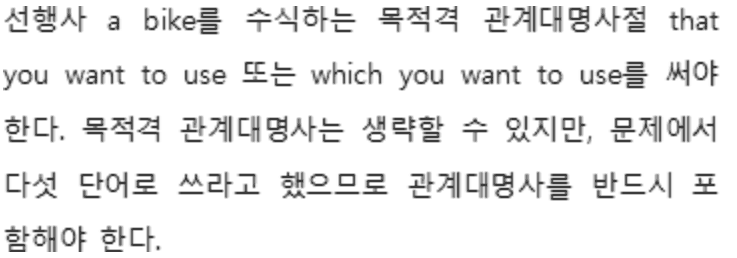 선행사 a bike를 수식하는 목적격 관계대명사절 that
you want to use 또는 which you want to use를 써야
한다. 목적격 관계대명사는 생략할 수 있지만, 문제에서
다섯 단어로 쓰라고 했으므로 관계대명사를 반드시 포
함해야 한다.